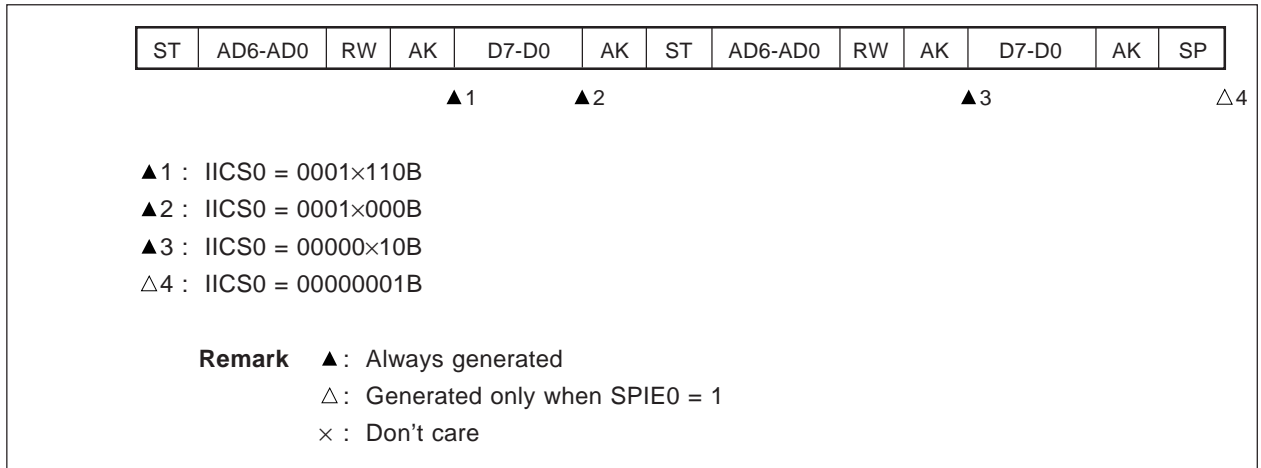 ST AD6-AD0 RW AK D7-D0 AK ST AD6-AD0 RW AK D7-D0 AK SP
▲1 ▲2 ▲3 △4
▲1 : IICS0 = 0001×110B
▲2 : IICS0 = 0001×000B
▲3 : IICS0 = 00000×10B
△4 : IICS0 = 00000001B
Remark ▲: Always generated
△: Generated only when SPIE0 = 1
× : Don't care